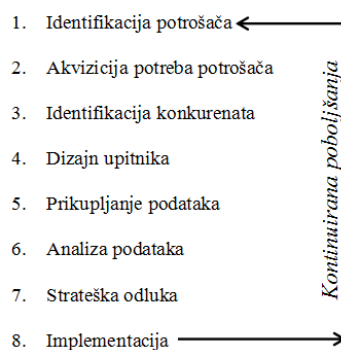 1. Identifikacija potrošača
2. Akvizicija potreba potrošača
3. Identifikacija konkurenata
4. Dizajn upitnika
5. Prikupljanje podataka
6. Analiza podataka
7. Strateška odluka
8. Implementacija
Kontinuirana poboljšanja